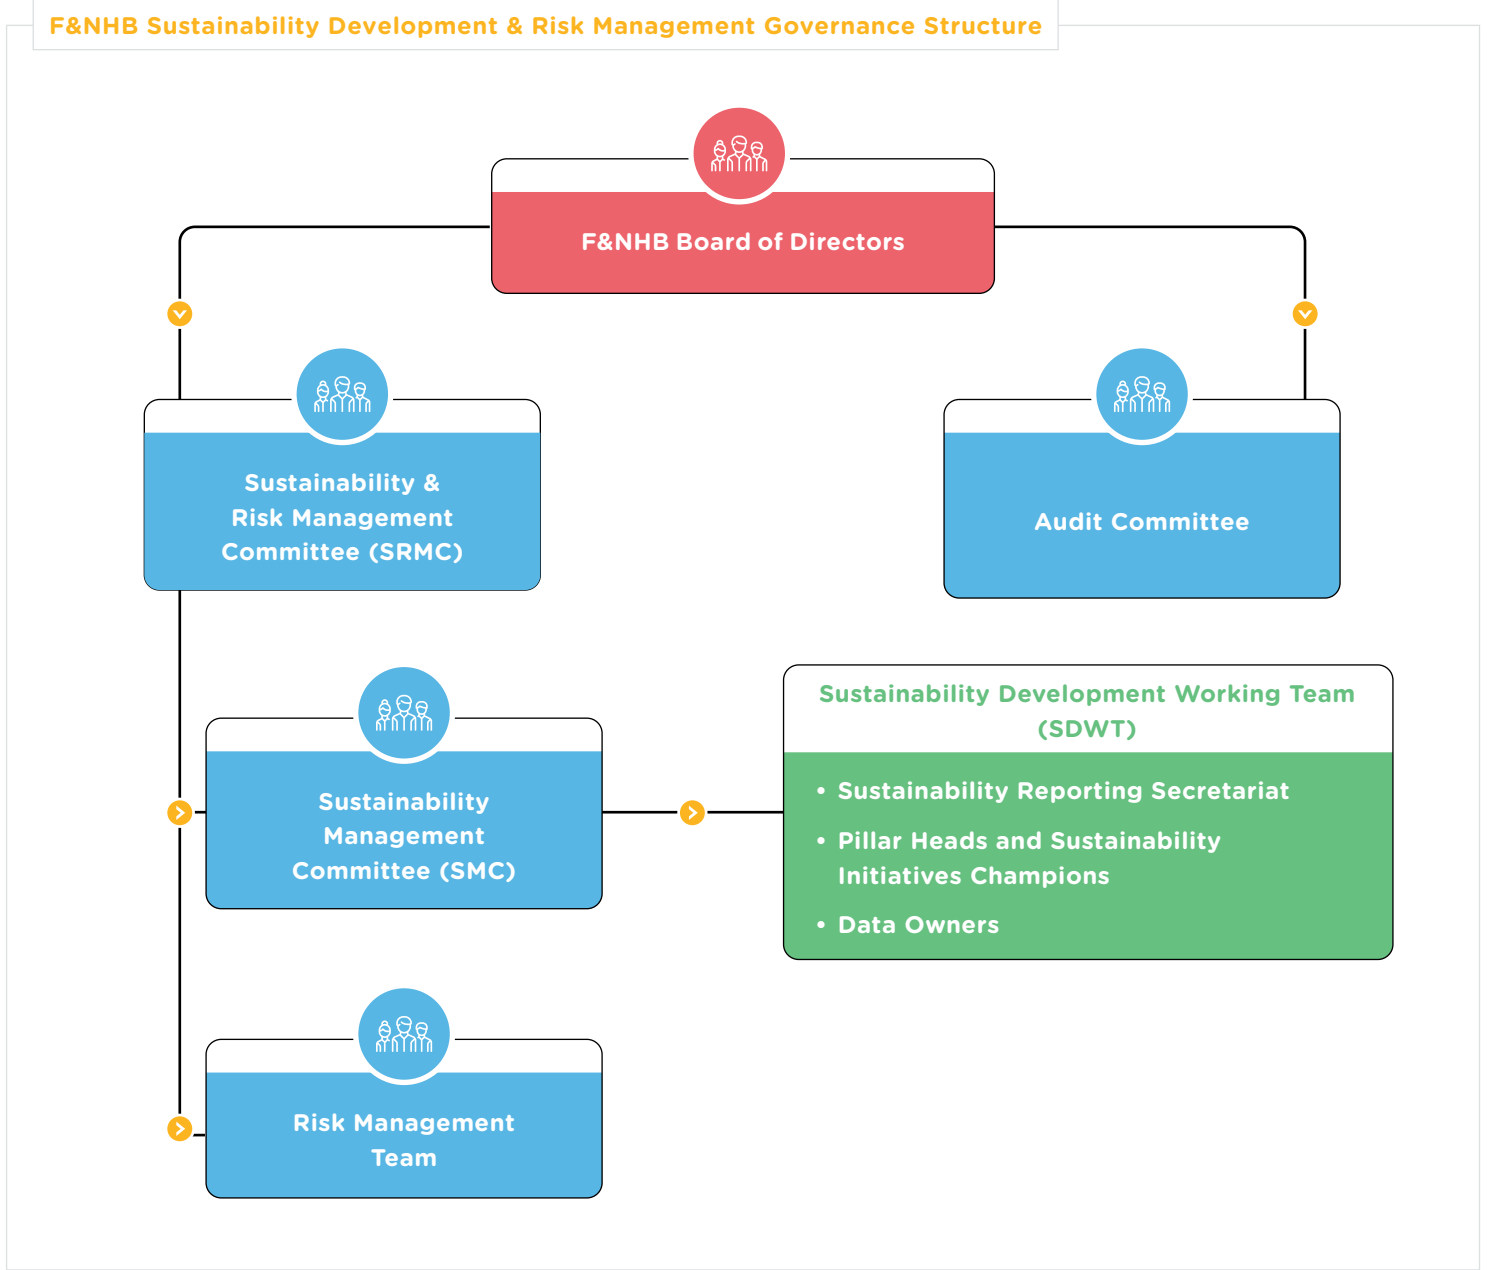 F&NHB Sustainability Development & Risk Management Governance Structure
F&NHB Board of Directors
Sustainability &
Risk Management
Committee (SRMC)
Audit Committee
Sustainability
Management
Committee (SMC)
Sustainability Development Working Team
(SDWT)
• Sustainability Reporting Secretariat
• Pillar Heads and Sustainability
Initiatives Champions
• Data Owners
Risk Management
Team